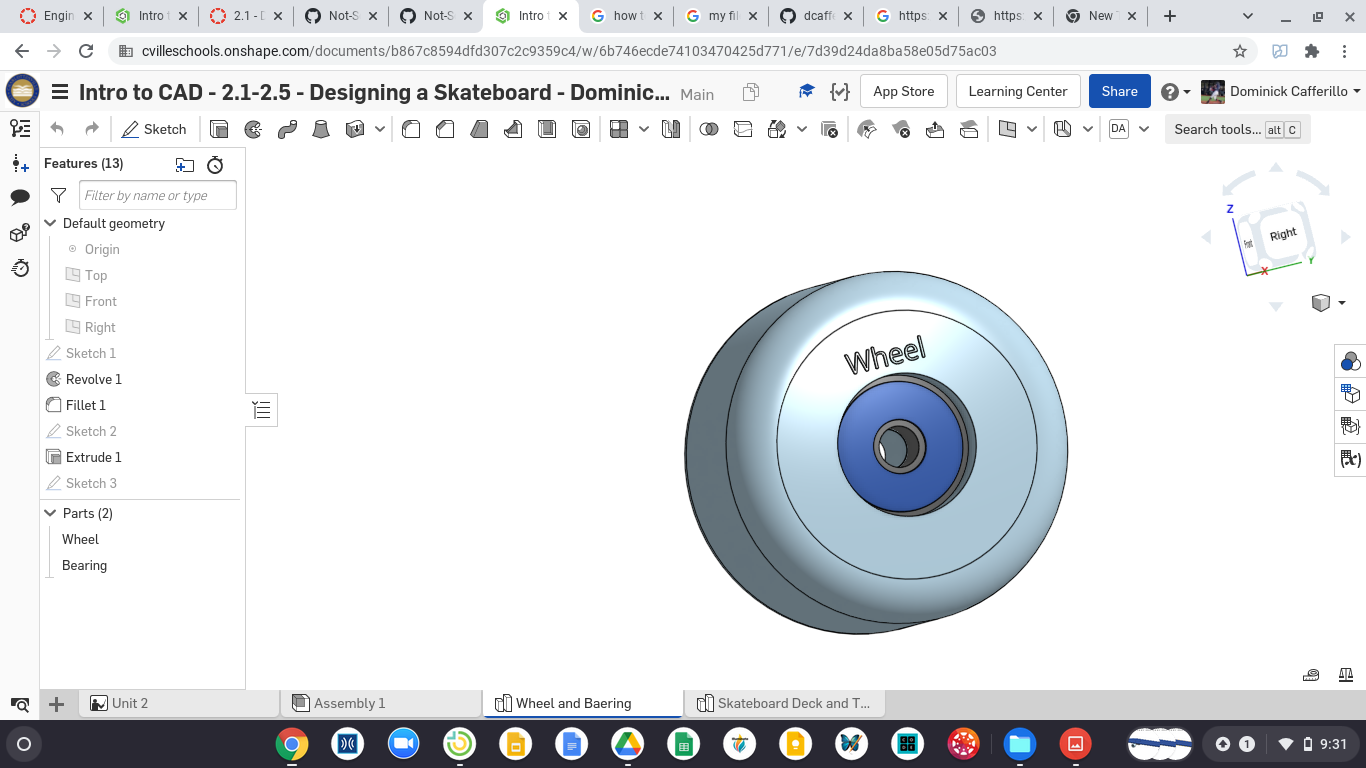 Engin
Intro t
2.1 - D
Not-S
Not-S
Intro t
how t
my fil
dcaffe
https:
https:
New T
cvilleschools.onshape.com/documents/b867c8594dfd307c2c9359c4/w/6b746ecde74103470425d771/e/7d39d24da8ba58e05d75ac03
Intro to CAD - 2.1-2.5 - Designing a Skateboard - Dominic...
Main
App Store
Learning Center
Share
Dominick Cafferillo
Sketch
DA
Search tools... alt C
Features (13)
Filter by name or type
Default geometry
Origin
Top
Front
Right
Sketch 1
Revolve 1
Fillet 1
Sketch 2
Extrude 1
Sketch 3
Parts (2)
Wheel
Bearing
Wheel
Z
Front
Right
X
Y
(x)
Unit 2
Assembly 1
Wheel and Baering
Skateboard Deck and T...
1
9:31